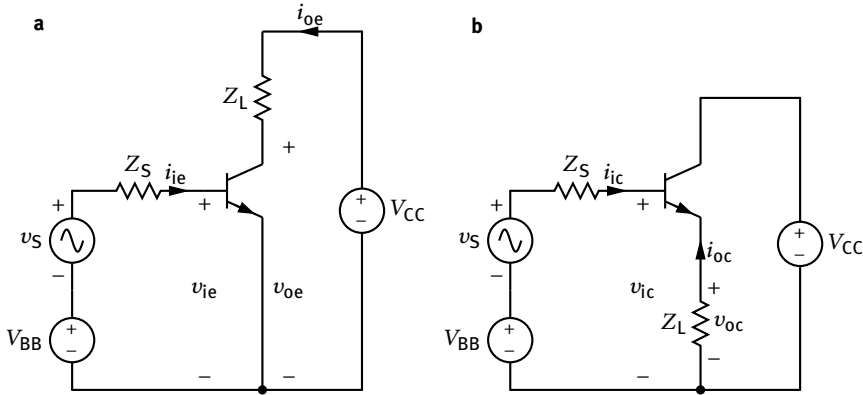 a
i_oe
Z_L
+
Z_S
i_ie
+
+
v_S
−
+
−
V_CC
v_ie
v_oe
V_BB
+
−
−
−
b
Z_S
i_ic
+
+
v_S
−
i_oc
+
−
V_CC
v_ic
+
Z_L
v_oc
V_BB
+
−
−
−